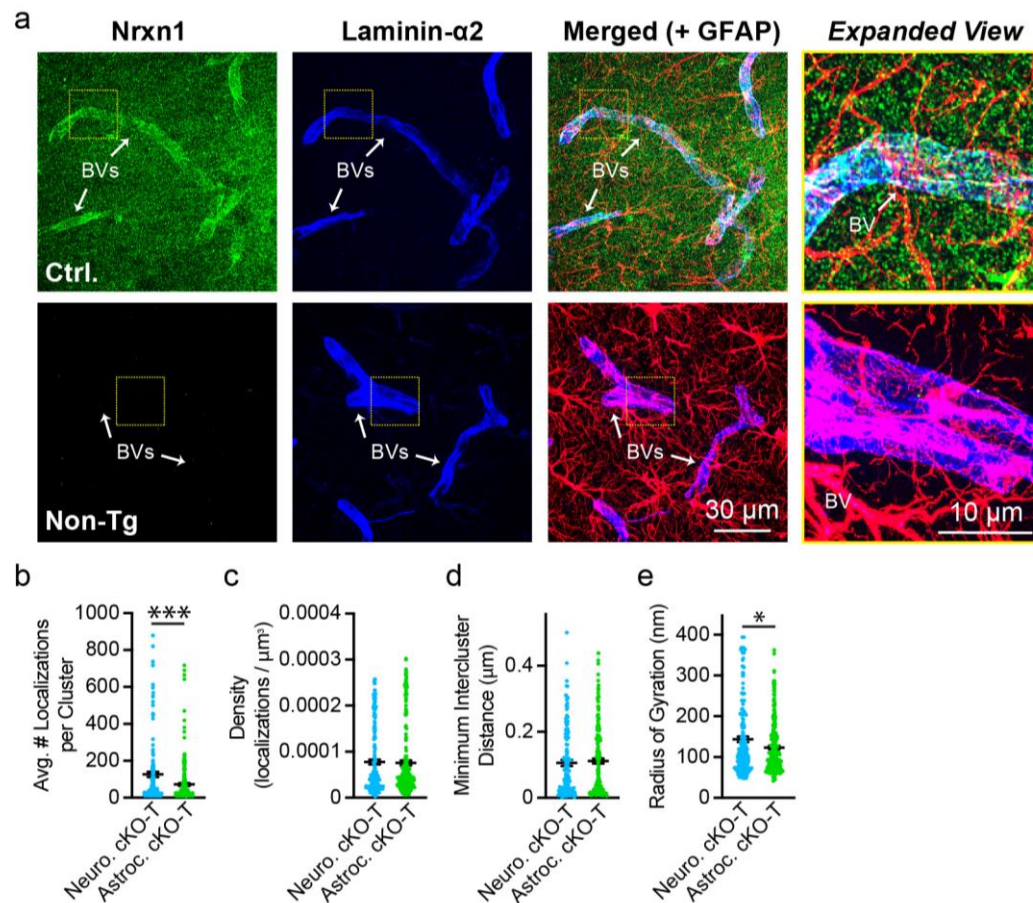 a
Nrxn1
Laminin-α2
Merged (+ GFAP)
Expanded View
BVs
Ctrl.
BVs
BVs
BV
BVs
Non-Tg
BVs
BVs
30 µm
BV
10 µm
b
c
d
e
Avg. # Localizations
per Cluster
1000
800
600
400
200
0
***
Neuro. cKO-T
Astroc. cKO-T
Density
(localizations / µm³)
0.0004
0.0003
0.0002
0.0001
0
Neuro. cKO-T
Astroc. cKO-T
Minimum Intercluster
Distance (µm)
0.4
0.2
0
Neuro. cKO-T
Astroc. cKO-T
Radius of Gyration (nm)
400
300
200
100
0
*
Neuro. cKO-T
Astroc. cKO-T